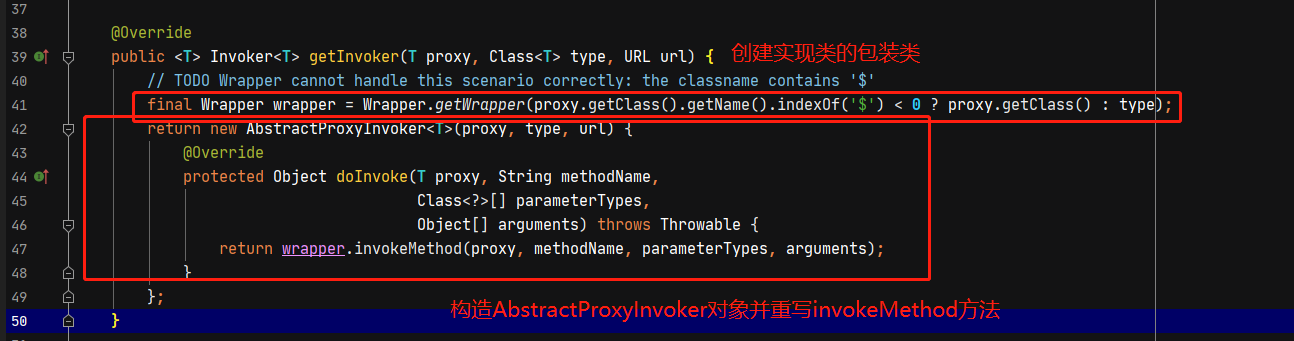 37
38 @Override
39 public <T> Invoker<T> getInvoker(T proxy, Class<T> type, URL url) { 创建实现类的包装类
40 // TODO Wrapper cannot handle this scenario correctly: the classname contains '$'
41 final Wrapper wrapper = Wrapper.getWrapper(proxy.getClass().getName().indexOf('$') < 0 ? proxy.getClass() : type);
42 return new AbstractProxyInvoker<T>(proxy, type, url) {
43 @Override
44 protected Object doInvoke(T proxy, String methodName,
45 Class<?>[] parameterTypes,
46 Object[] arguments) throws Throwable {
47 return wrapper.invokeMethod(proxy, methodName, parameterTypes, arguments);
48 }
49 };
构造AbstractProxyInvoker对象并重写invokeMethod方法
50 }